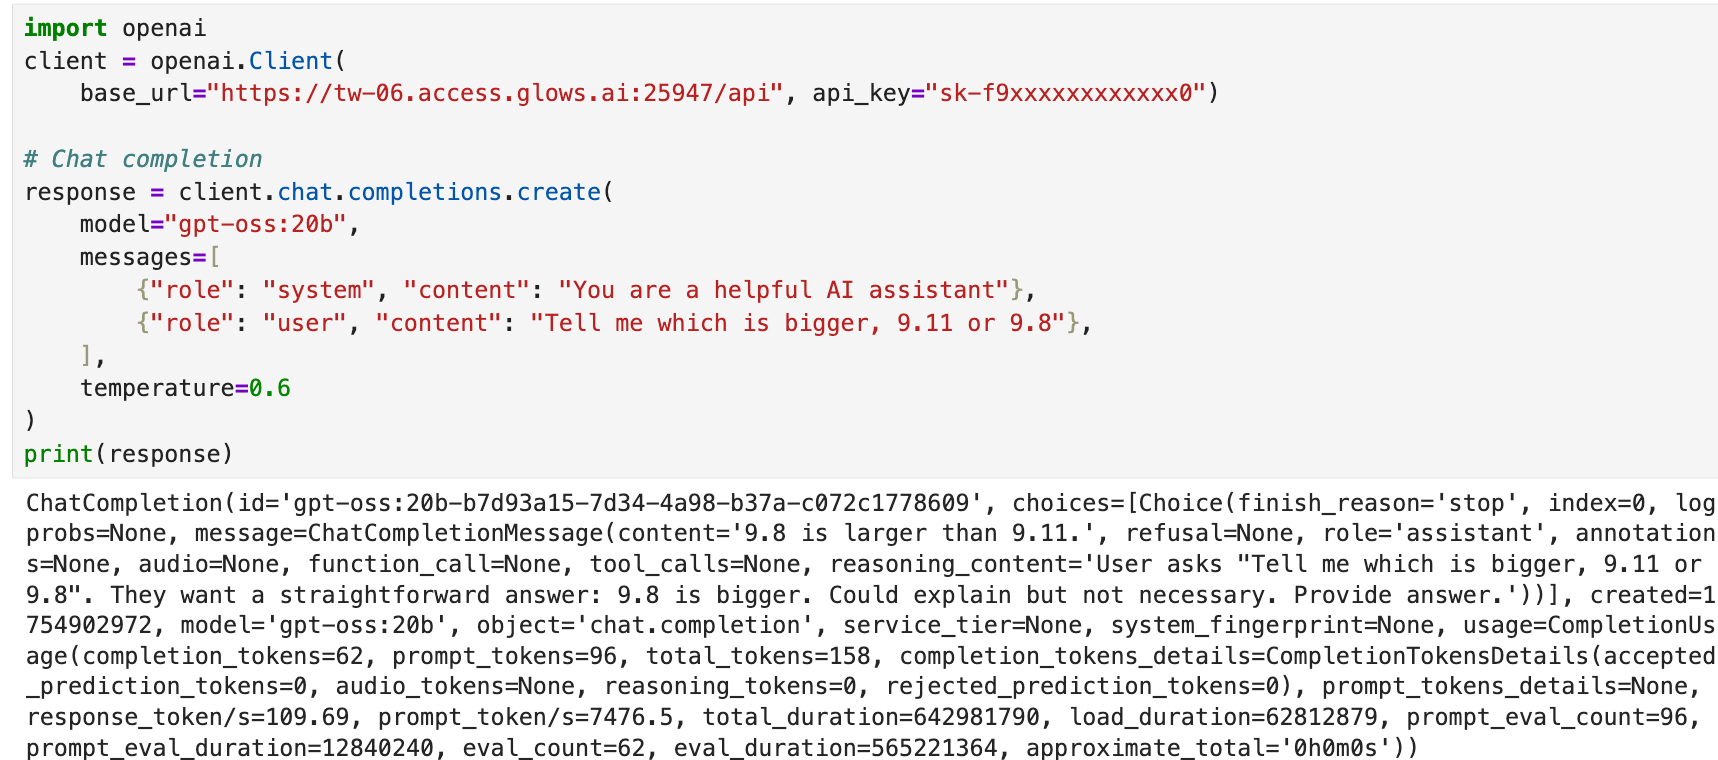 import openai
client = openai.Client(
    base_url="https://tw-06.access.glows.ai:25947/api", api_key="sk-f9xxxxxxxxxxxx0")

# Chat completion
response = client.chat.completions.create(
    model="gpt-oss:20b",
    messages=[
        {"role": "system", "content": "You are a helpful AI assistant"},
        {"role": "user", "content": "Tell me which is bigger, 9.11 or 9.8"},
    ],
    temperature=0.6
)
print(response)
ChatCompletion(id='gpt-oss:20b-b7d93a15-7d34-4a98-b37a-c072c1778609', choices=[Choice(finish_reason='stop', index=0, log
probs=None, message=ChatCompletionMessage(content='9.8 is larger than 9.11.', refusal=None, role='assistant', annotation
s=None, audio=None, function_call=None, tool_calls=None, reasoning_content='User asks "Tell me which is bigger, 9.11 or
9.8". They want a straightforward answer: 9.8 is bigger. Could explain but not necessary. Provide answer.'))], created=1
754902972, model='gpt-oss:20b', object='chat.completion', service_tier=None, system_fingerprint=None, usage=CompletionUs
age(completion_tokens=62, prompt_tokens=96, total_tokens=158, completion_tokens_details=CompletionTokensDetails(accepted
_prediction_tokens=0, audio_tokens=None, reasoning_tokens=0, rejected_prediction_tokens=0), prompt_tokens_details=None,
response_token/s=109.69, prompt_token/s=7476.5, total_duration=642981790, load_duration=62812879, prompt_eval_count=96,
prompt_eval_duration=12840240, eval_count=62, eval_duration=565221364, approximate_total='0h0m0s'))